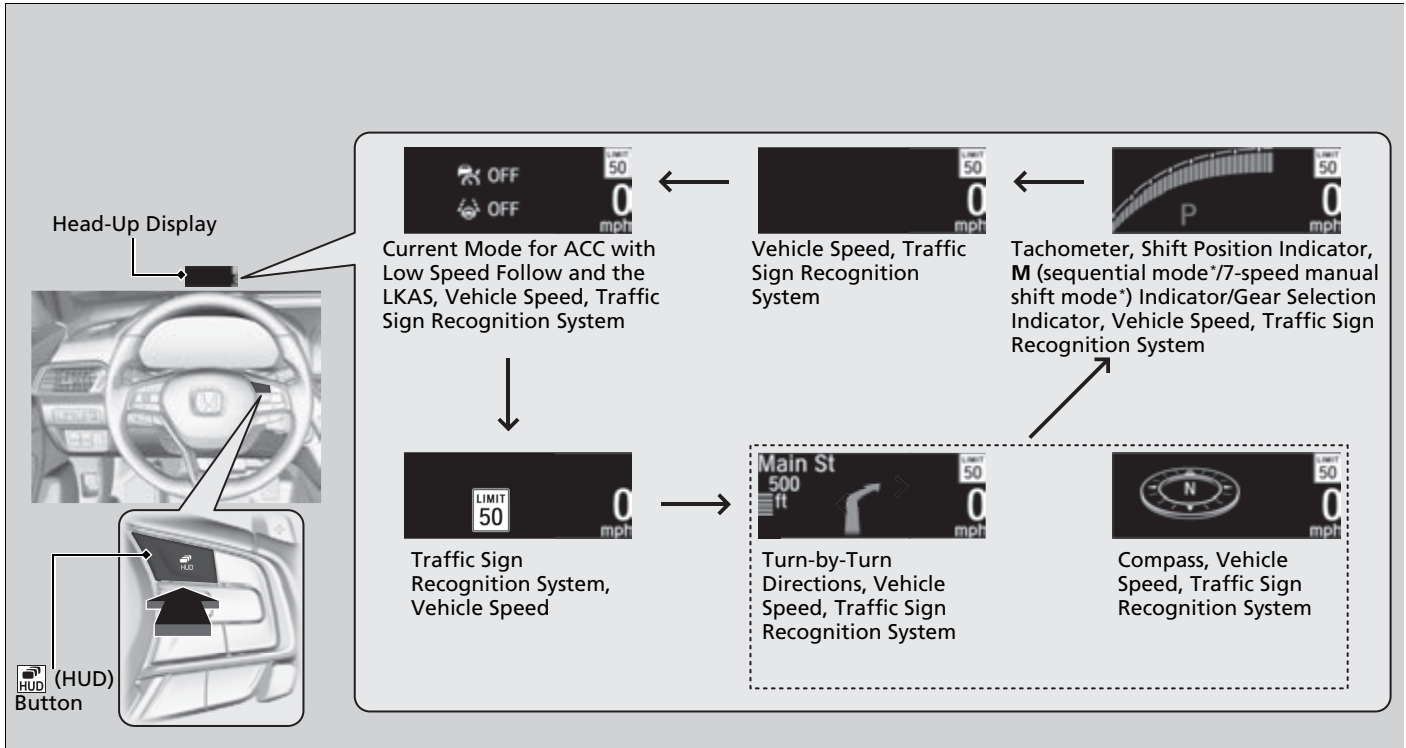 Head-Up Display
OFF
OFF
LIMIT
50
0
mph
Current Mode for ACC with
Low Speed Follow and the
LKAS, Vehicle Speed, Traffic
Sign Recognition System
LIMIT
50
0
mph
Vehicle Speed, Traffic
Sign Recognition
System
LIMIT
50
0
mph
P
Tachometer, Shift Position Indicator,
M (sequential mode*/7-speed manual
shift mode*) Indicator/Gear Selection
Indicator, Vehicle Speed, Traffic Sign
Recognition System
LIMIT
50
0
mph
Traffic Sign
Recognition System,
Vehicle Speed
Main St
500
ft
LIMIT
50
0
mph
Turn-by-Turn
Directions, Vehicle
Speed, Traffic Sign
Recognition System
N
LIMIT
50
0
mph
Compass, Vehicle
Speed, Traffic Sign
Recognition System
HUD
HUD (HUD)
Button